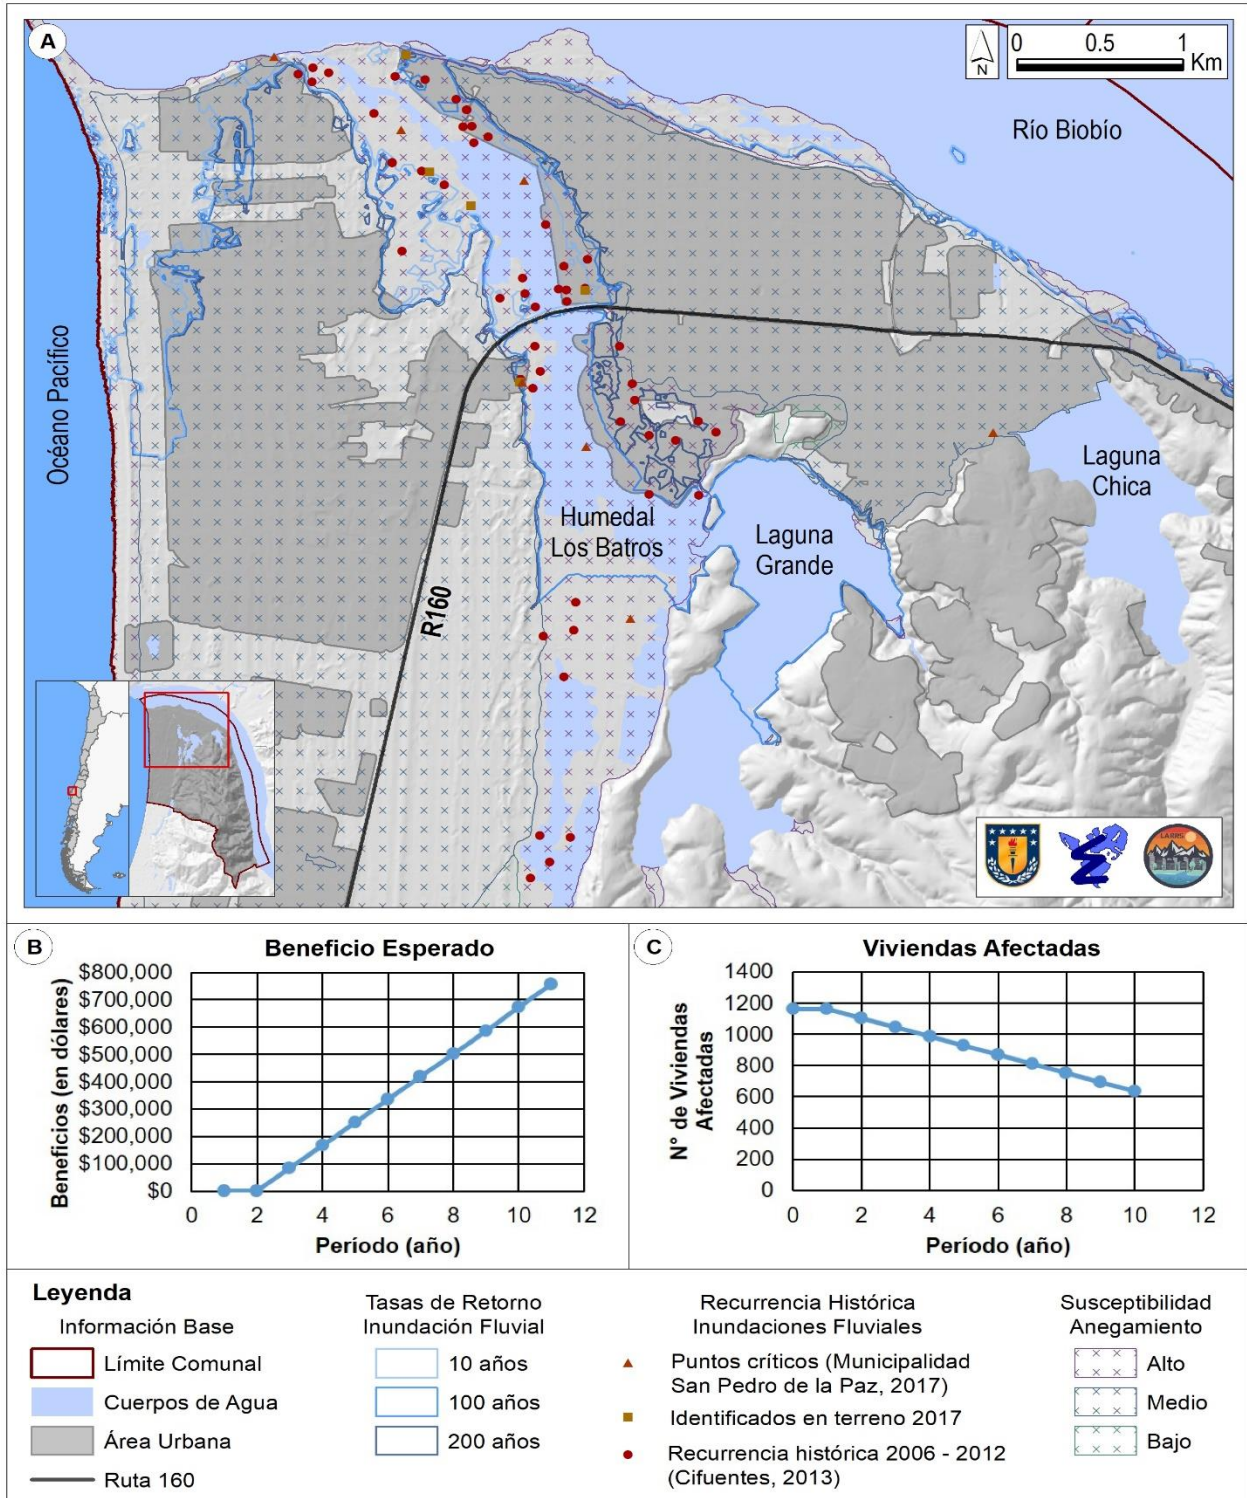 A
N
0 0.5 1
Km
Río Biobío
Océano Pacífico
Laguna
Chica
Humedal
Los Batros
Laguna
Grande
R160
LARRS
B
Beneficio Esperado
Beneficios (en dólares)
$800,000
$700,000
$600,000
$500,000
$400,000
$300,000
$200,000
$100,000
$0
0 2 4 6 8 10 12
Período (año)
C
Viviendas Afectadas
N° de Viviendas
Afectadas
1400
1200
1000
800
600
400
200
0
0 2 4 6 8 10 12
Período (año)
Leyenda
Información Base
Límite Comunal
Cuerpos de Agua
Área Urbana
Ruta 160
Tasas de Retorno
Inundación Fluvial
10 años
100 años
200 años
Recurrencia Histórica
Inundaciones Fluviales
Puntos críticos (Municipalidad
San Pedro de la Paz, 2017)
Identificados en terreno 2017
Recurrencia histórica 2006 - 2012
(Cifuentes, 2013)
Susceptibilidad
Anegamiento
Alto
Medio
Bajo